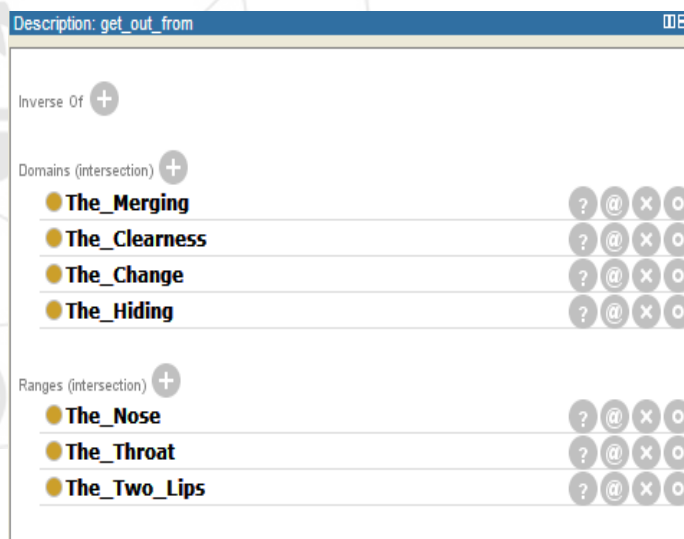 Description: get_out_from
Inverse Of
Domains (intersection)
The_Merging
? @
The_Clearness
? @
The_Change
? @
The_Hiding
? @
Ranges (intersection)
The_Nose
? @
The_Throat
? @
The_Two_Lips
? @